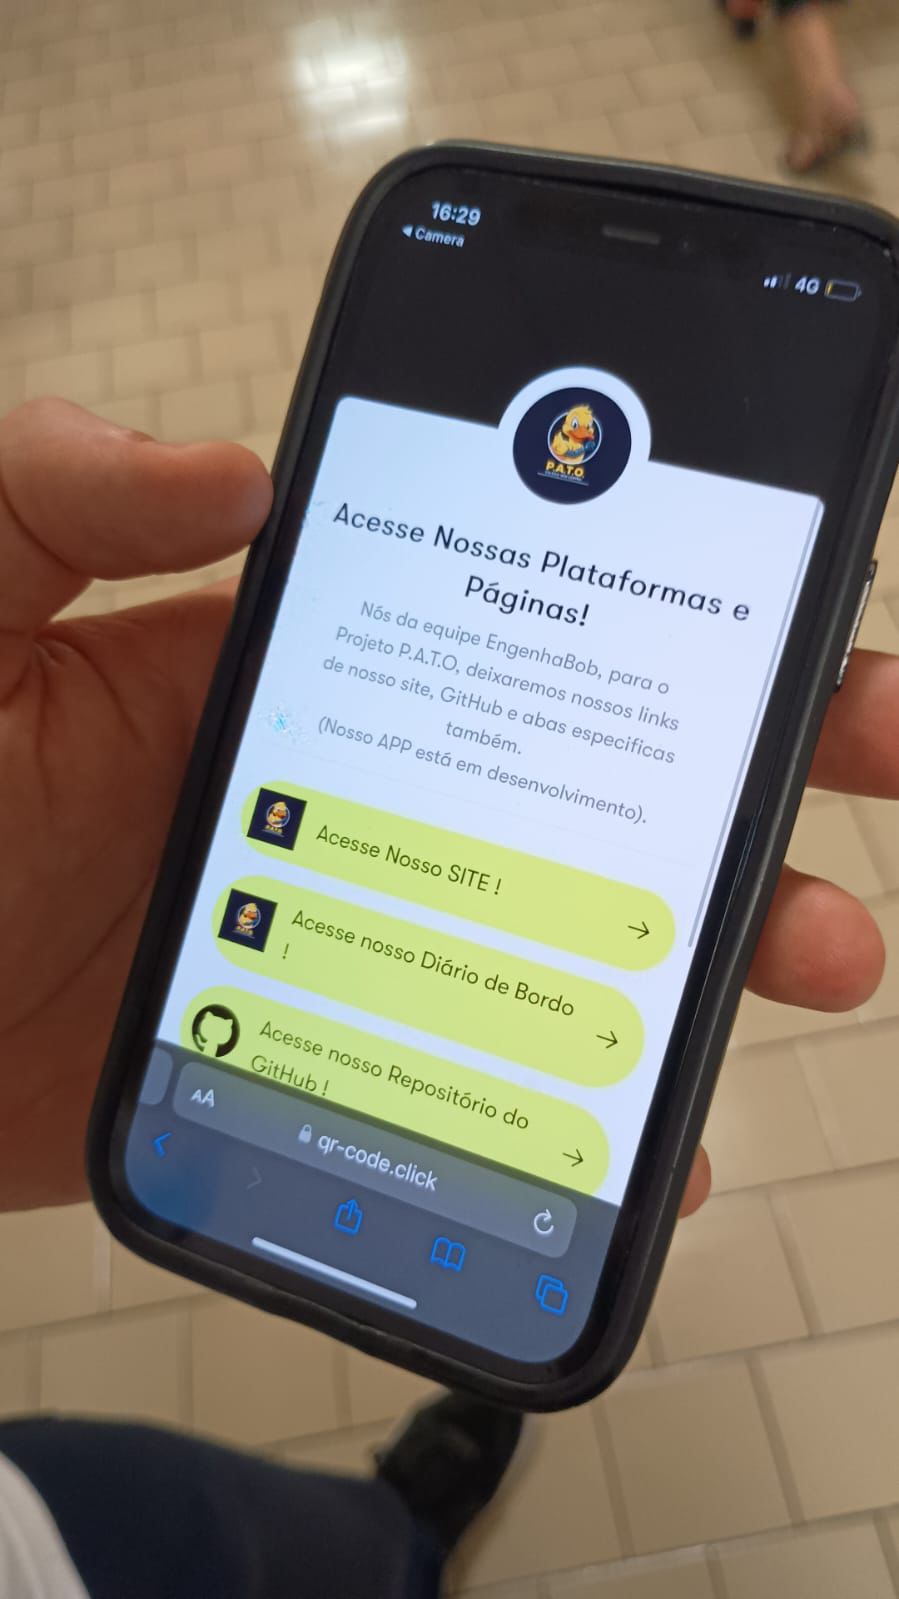 16:29
Camera
4G
P.A.T.O.
Acesse Nossas Plataformas e
Páginas!
Nós da equipe EngenhaBob, para o
Projeto P.A.T.O, deixaremos nossos links
de nosso site, GitHub e abas especificas
também.
(Nosso APP está em desenvolvimento).
P.A.T.O.
Acesse Nosso SITE !
P.A.T.O.
Acesse nosso Diário de Bordo
!
Acesse nosso Repositório do
GitHub !
AA
qr-code.click